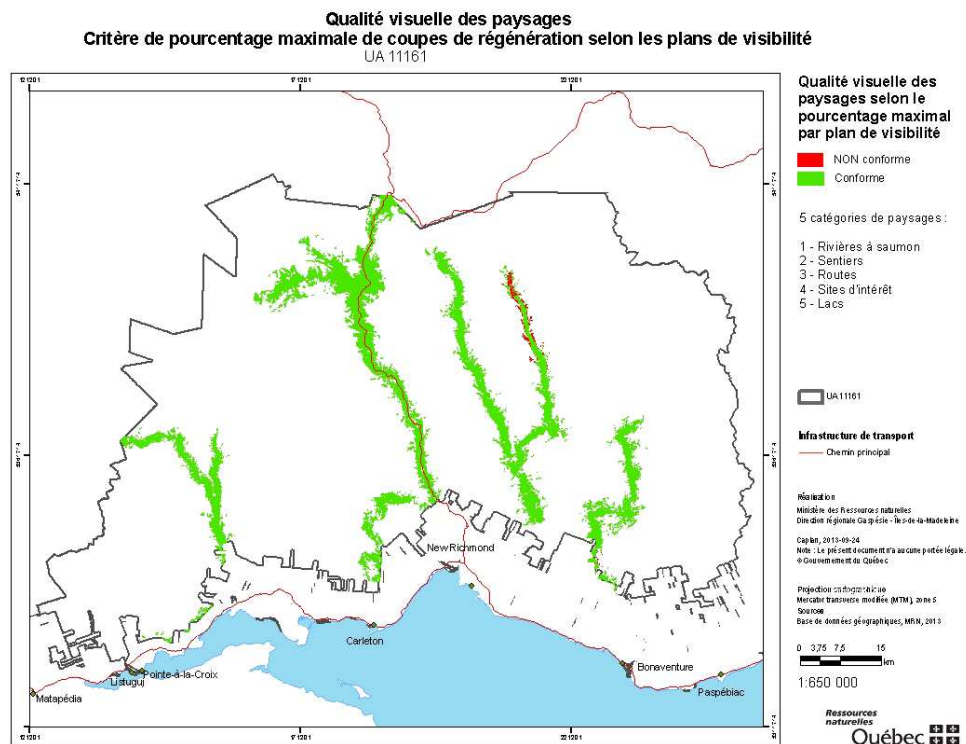 Qualité visuelle des paysages
Critère de pourcentage maximale de coupes de régénération selon les plans de visibilité
UA 11161
Qualité visuelle des
paysages selon le
pourcentage maximal
par plan de visibilité
NON conforme
Conforme
5 catégories de paysages :
1 - Rivières à saumon
2 - Sentiers
3 - Routes
4 - Sites d'intérêt
5 - Lacs
UA 11161
Infrastructure de transport
Chemin principal
Réalisation
Ministère des Ressources naturelles
Direction régionale Gaspésie - Îles-de-la-Madeleine
Caplan, 2013-09-24
Note : Le présent document n'a aucune portée légale.
© Gouvernement du Québec
Projection cartographique
Mercator transverse modifiée (MTM), zone 5
Sources
Base de données géographiques, MRN, 2013
0 3,75 7,5 15
km
1:650 000
Ressources
naturelles
Québec
New Richmond
Carleton
Bonaventure
Paspébiac
Pointe-à-la-Croix
Listuguj
Matapédia